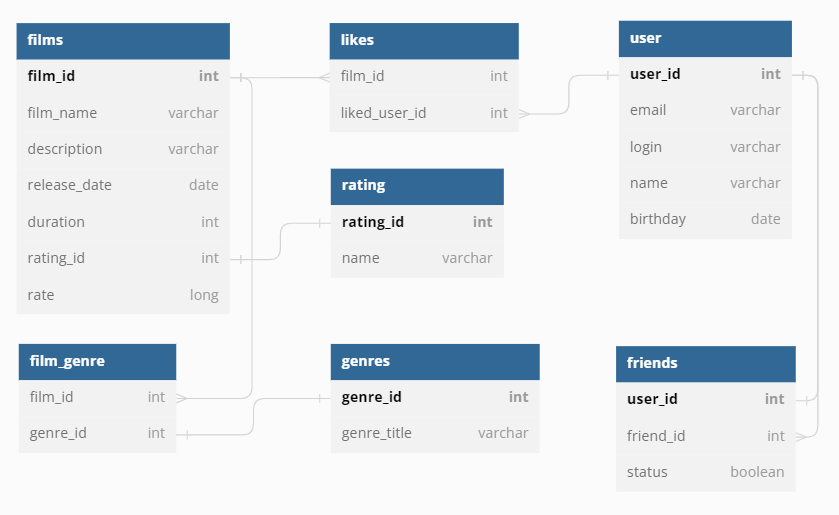 films
film_id int
film_name varchar
description varchar
release_date date
duration int
rating_id int
rate long
likes
film_id int
liked_user_id int
user
user_id int
email varchar
login varchar
name varchar
birthday date
rating
rating_id int
name varchar
film_genre
film_id int
genre_id int
genres
genre_id int
genre_title varchar
friends
user_id int
friend_id int
status boolean